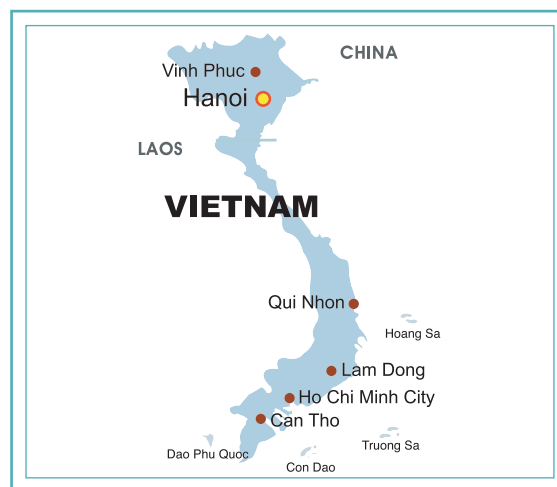 CHINA
Vinh Phuc
Hanoi
LAOS
VIETNAM
Qui Nhon
Hoang Sa
Lam Dong
Ho Chi Minh City
Can Tho
Truong Sa
Dao Phu Quoc
Con Dao